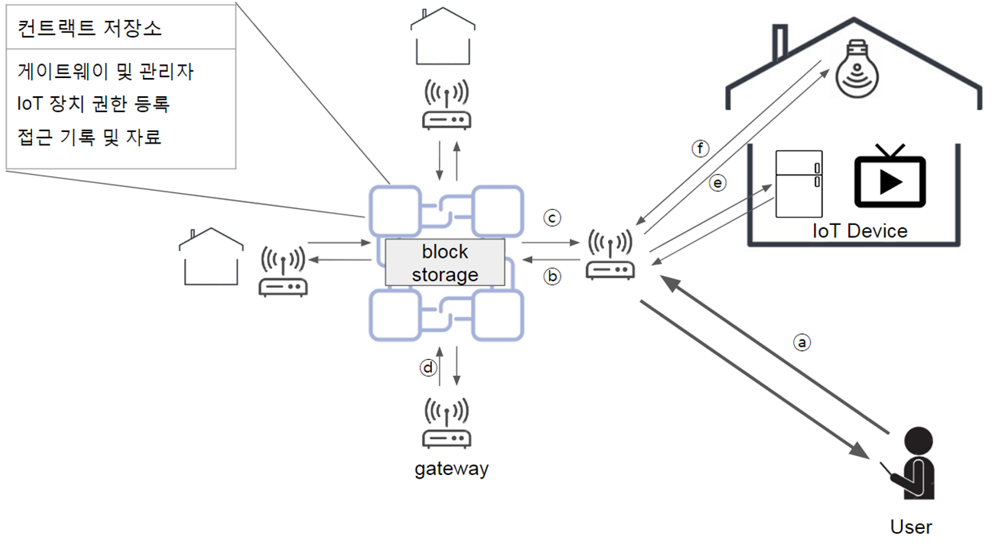 컨트랙트 저장소
게이트웨이 및 관리자
IoT 장치 권한 등록
접근 기록 및 자료
ⓕ
ⓔ
ⓒ
IoT Device
block
storage
ⓑ
ⓐ
ⓓ
gateway
User